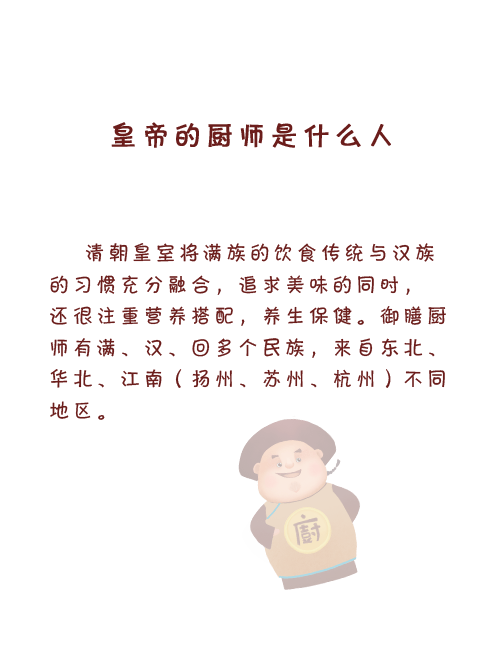 皇帝的厨师是什么人
清朝皇室将满族的饮食传统与汉族
的习惯充分融合，追求美味的同时，
还很注重营养搭配，养生保健。御膳厨
师有满、汉、回多个民族，来自东北、
华北、江南（扬州、苏州、杭州）不同
地区。
廚